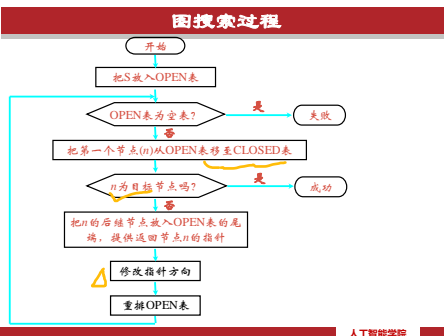 图搜索过程
开始
把S放入OPEN表
OPEN表为空表?
是
失败
否
把第一个节点(n)从OPEN表移至CLOSED表
n为目标节点吗?
是
成功
否
把n的后继节点放入OPEN表的尾
端，提供返回节点n的指针
修改指针方向
重排OPEN表
人工智能学院